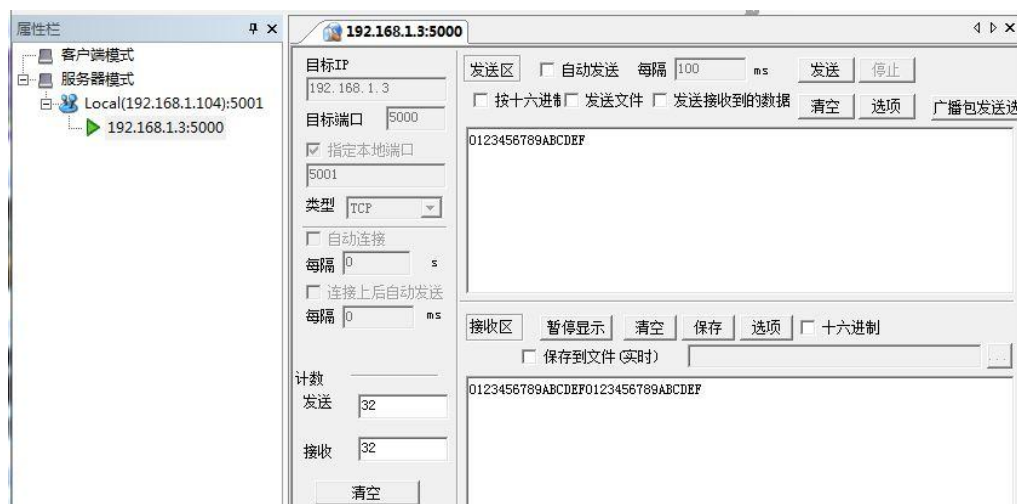 属性栏
客户端模式
服务器模式
Local(192.168.1.104):5001
192.168.1.3:5000
192.168.1.3:5000
目标IP
192.168.1.3
目标端口 5000
指定本地端口
5001
类型 TCP
自动连接
每隔 0 s
连接上后自动发送
每隔 0 ms
计数
发送 32
接收 32
清空
发送区 自动发送 每隔 100 ms 发送 停止
按十六进制 发送文件 发送接收到的数据 清空 选项 广播包发送选
0123456789ABCDEF
接收区 暂停显示 清空 保存 选项 十六进制
保存到文件(实时) ...
0123456789ABCDEF0123456789ABCDEF